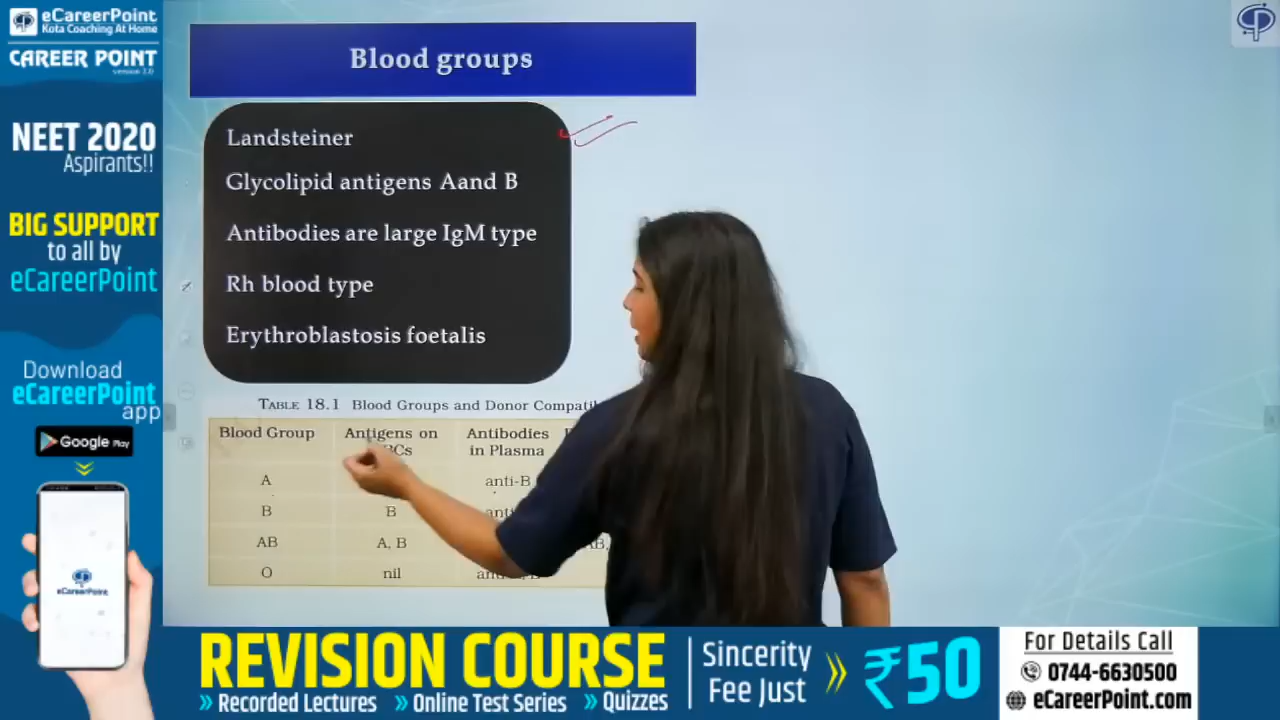 eCareerPoint
Kota Coaching At Home
CAREER POINT
version 2.0
NEET 2020
Aspirants!!
BIG SUPPORT
to all by
eCareerPoint
Download
eCareerPoint
app
Google Play
eCareerPoint
Blood groups
Landsteiner
Glycolipid antigens Aand B
Antibodies are large IgM type
Rh blood type
Erythroblastosis foetalis
TABLE 18.1 Blood Groups and Donor
Blood Group Antigens on Antibodies
in Plasma
A anti-B
B B
AB A, B AB,
O nil
REVISION COURSE
Recorded Lectures Online Test Series Quizzes
Sincerity
Fee Just
₹50
For Details Call
0744-6630500
eCareerPoint.com